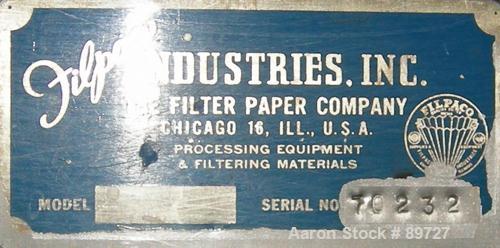 Filpaco INDUSTRIES, INC.
THE FILTER PAPER COMPANY
CHICAGO 16, ILL., U.S.A.
PROCESSING EQUIPMENT
& FILTERING MATERIALS
FILPACO
MODEL
SERIAL NO 70232
Aaron Stock # 89727